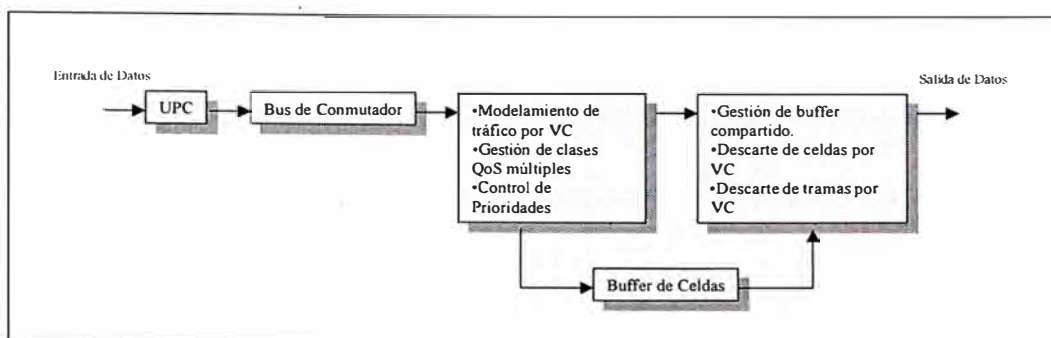 Entrada de Datos
Salida de Datos
UPC
Bus de Conmutador
•Modelamiento de
tráfico por VC
•Gestión de clases
QoS múltiples
•Control de
Prioridades
•Gestión de buffer
compartido.
•Descarte de celdas por
VC
•Descarte de tramas por
VC
Buffer de Celdas